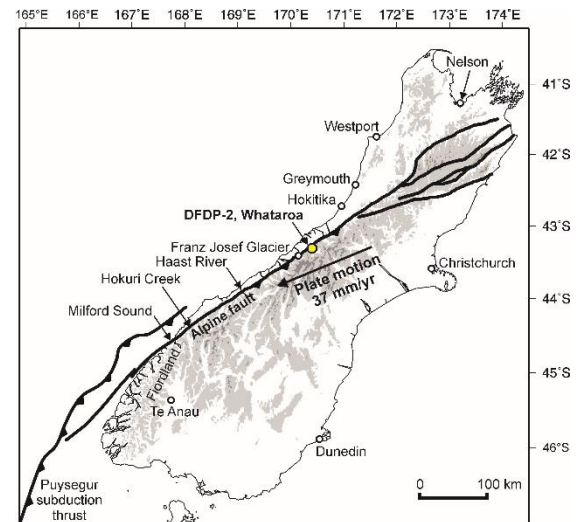 165°E 166°E 167°E 168°E 169°E 170°E 171°E 172°E 173°E 174°E
Nelson
41°S
Westport
42°S
Greymouth
Hokitika
DFDP-2, Whataroa
43°S
Franz Josef Glacier
Haast River
Christchurch
Hokuri Creek
Plate motion
37 mm/yr
44°S
Milford Sound
Alpine fault
Fiordland
45°S
Te Anau
Dunedin
46°S
Puysegur
subduction
thrust
0 100 km